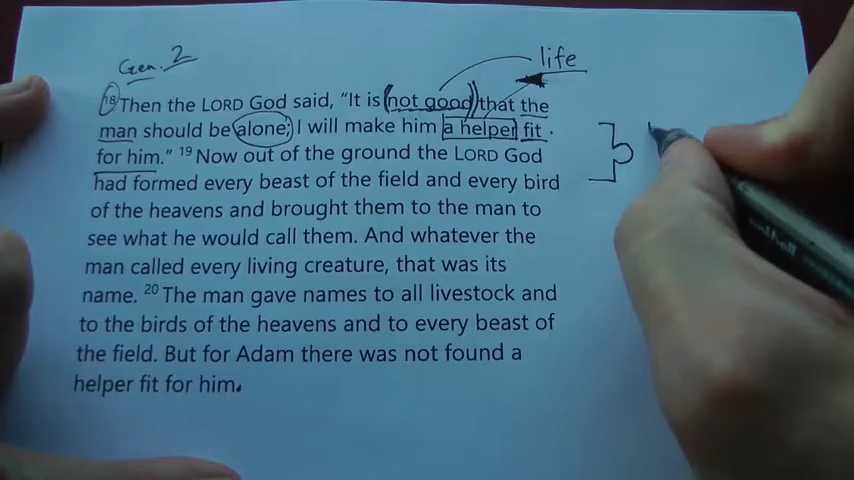 Gen. 2
life
18 Then the LORD God said, "It is not good that the
man should be alone; I will make him a helper fit
for him." 19 Now out of the ground the LORD God
had formed every beast of the field and every bird
of the heavens and brought them to the man to
see what he would call them. And whatever the
man called every living creature, that was its
name. 20 The man gave names to all livestock and
to the birds of the heavens and to every beast of
the field. But for Adam there was not found a
helper fit for him.